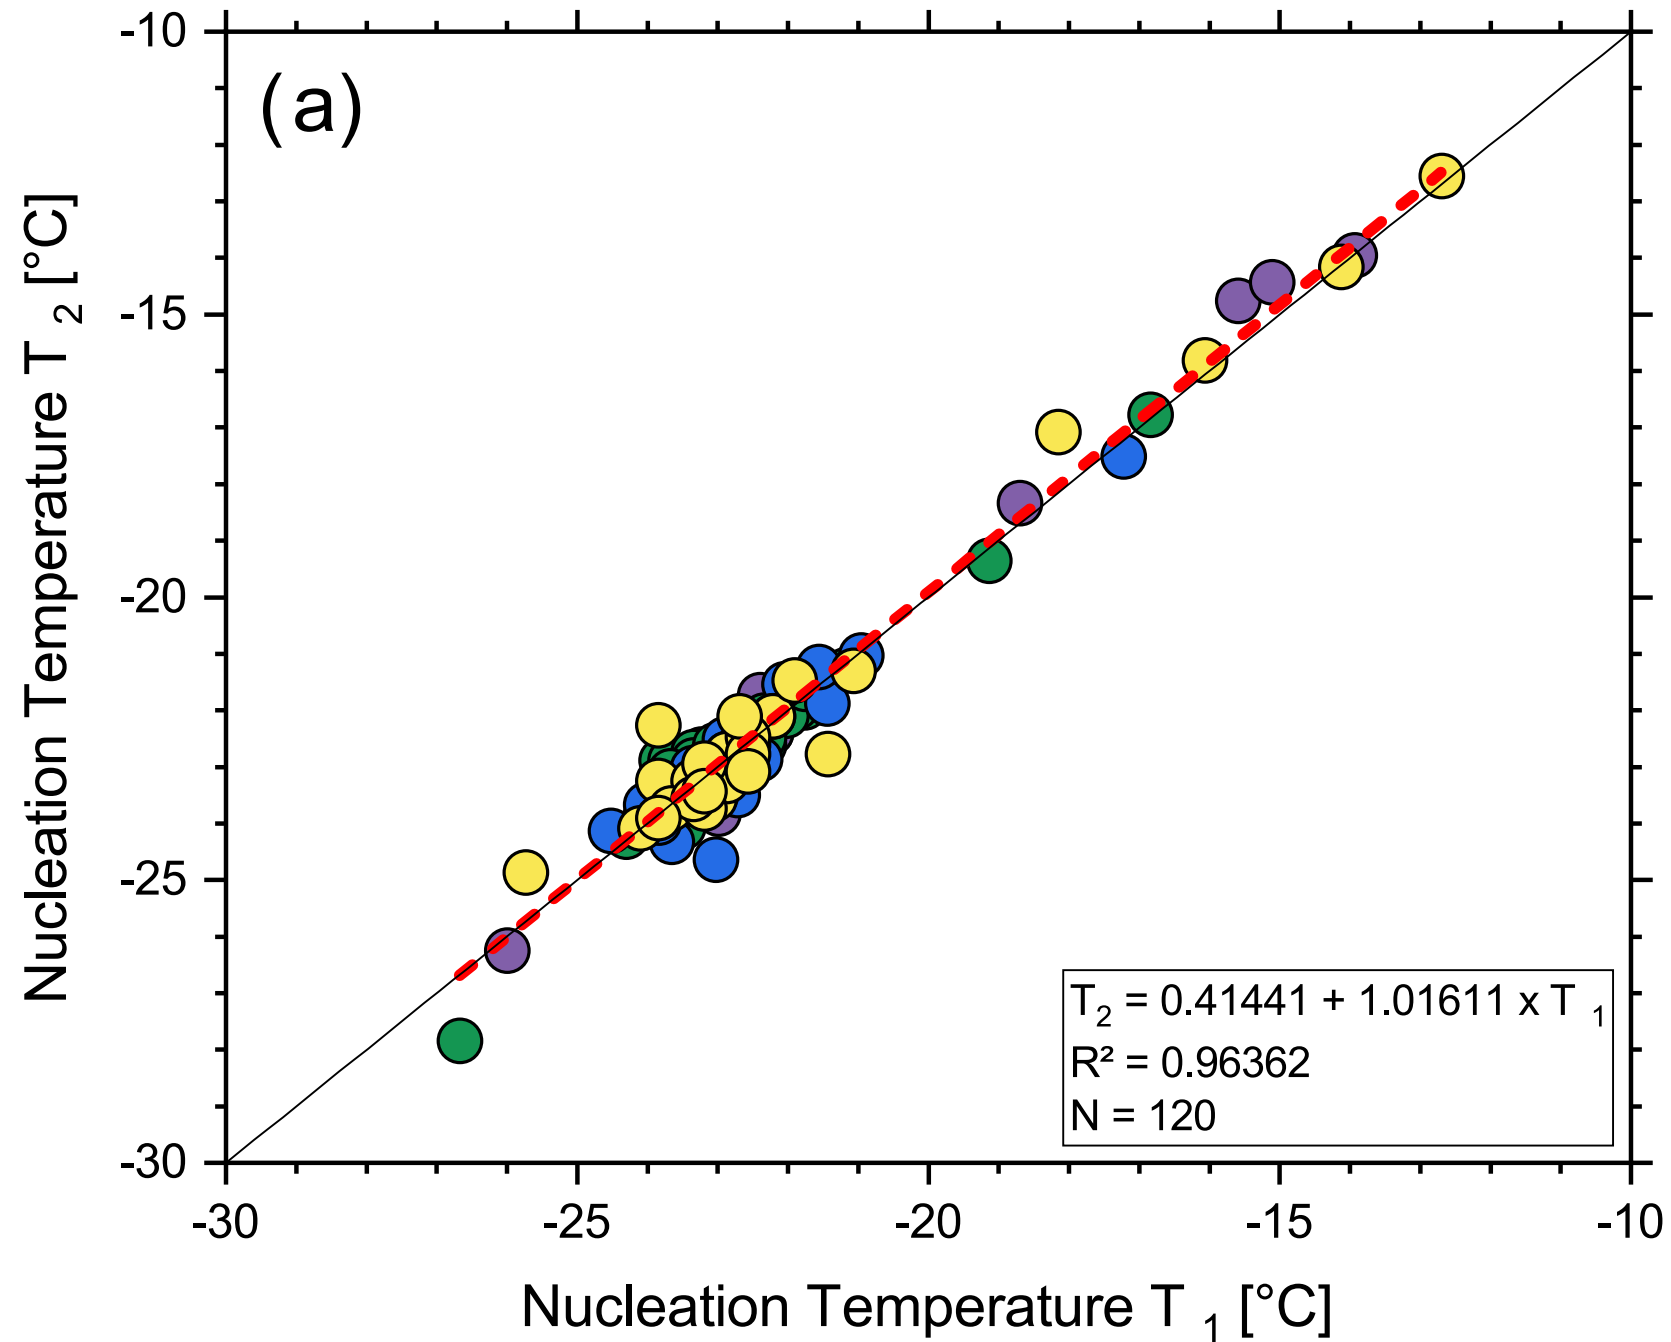 (a)
Nucleation Temperature T 2 [°C]
-10
-15
-20
-25
-30
-30 -25 -20 -15 -10
Nucleation Temperature T 1 [°C]
T2 = 0.41441 + 1.01611 x T 1
R² = 0.96362
N = 120